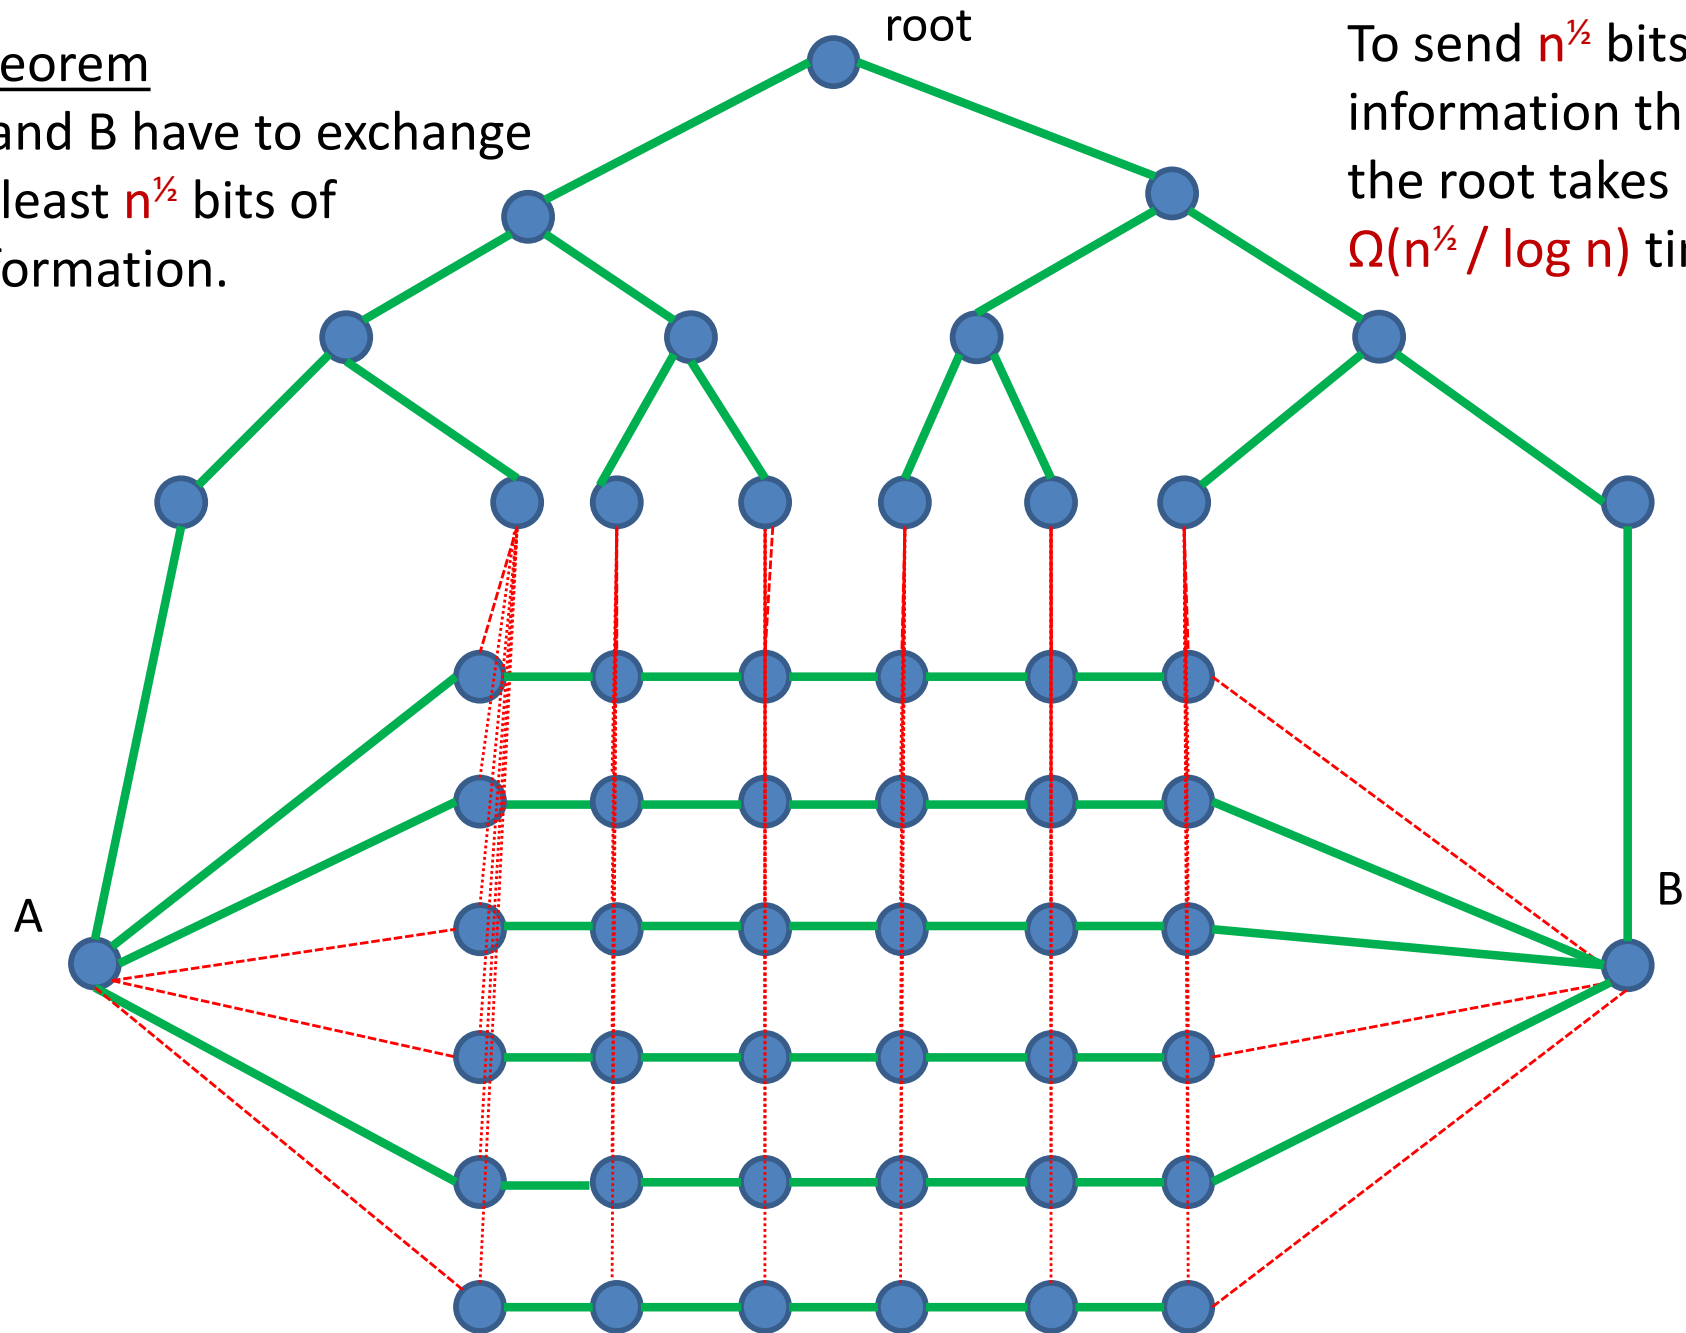 root
eorem
and B have to exchange
least n½ bits of
formation.
To send n½ bits
information th
the root takes
Ω(n½ / log n) tin
A
B